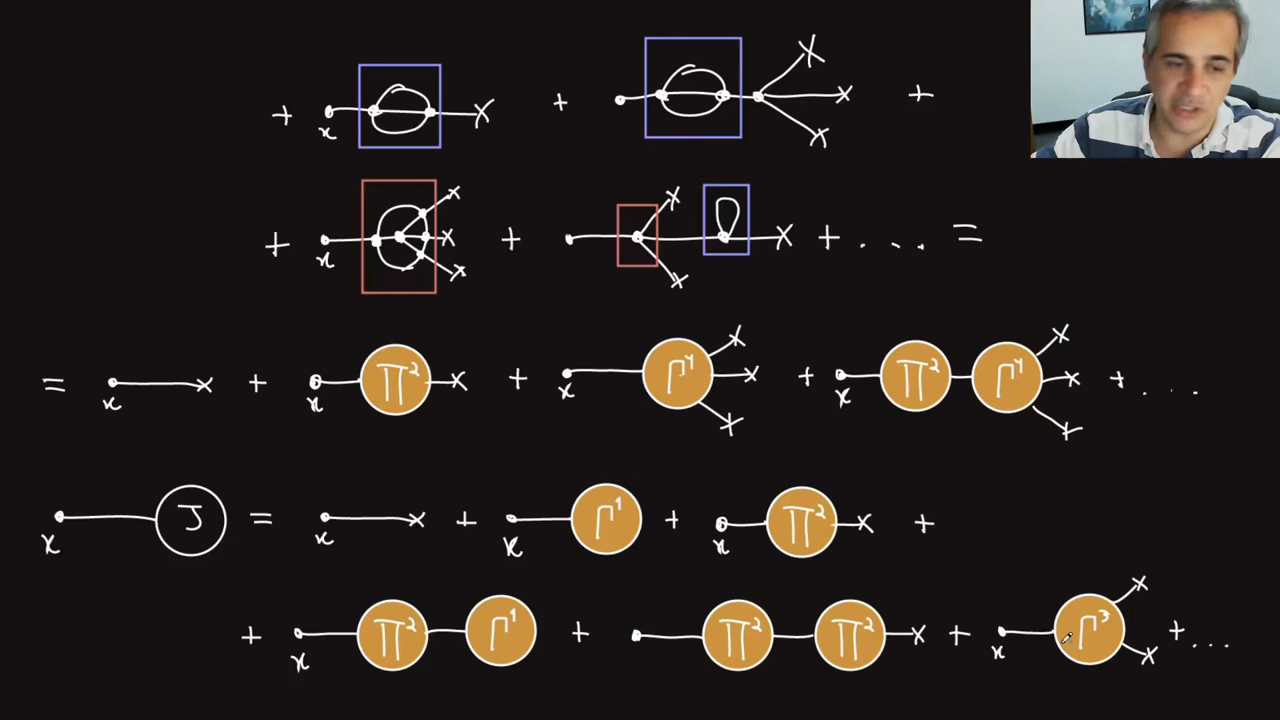 + x X + X X X +
+ x X X X + X X X + . . . . =
= x X + x Π² X + x Γ⁴ X X X + x Π² Γ⁴ X X X + . . .
x J = x X + x Γ¹ + x Π² X +
+ x Π² Γ¹ + Π² Π² X + x Γ³ X X + . . .